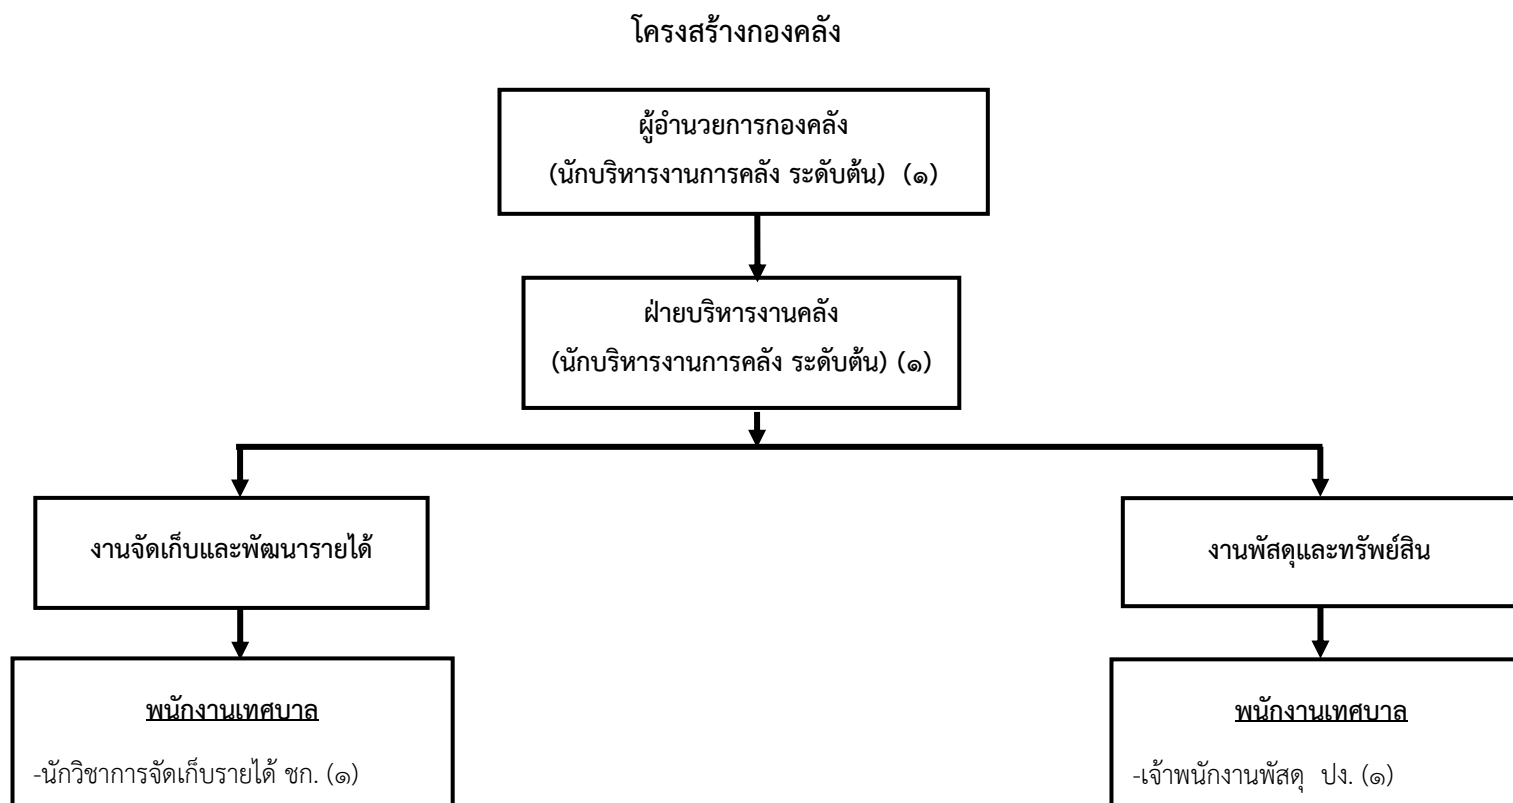 โครงสร้างกองคลัง
ผู้อำนวยการกองคลัง
(นักบริหารงานการคลัง ระดับต้น) (๑)
ฝ่ายบริหารงานคลัง
(นักบริหารงานการคลัง ระดับต้น) (๑)
งานจัดเก็บและพัฒนารายได้
งานพัสดุและทรัพย์สิน
พนักงานเทศบาล
-นักวิชาการจัดเก็บรายได้ ชก. (๑)
พนักงานเทศบาล
-เจ้าพนักงานพัสดุ ปง. (๑)